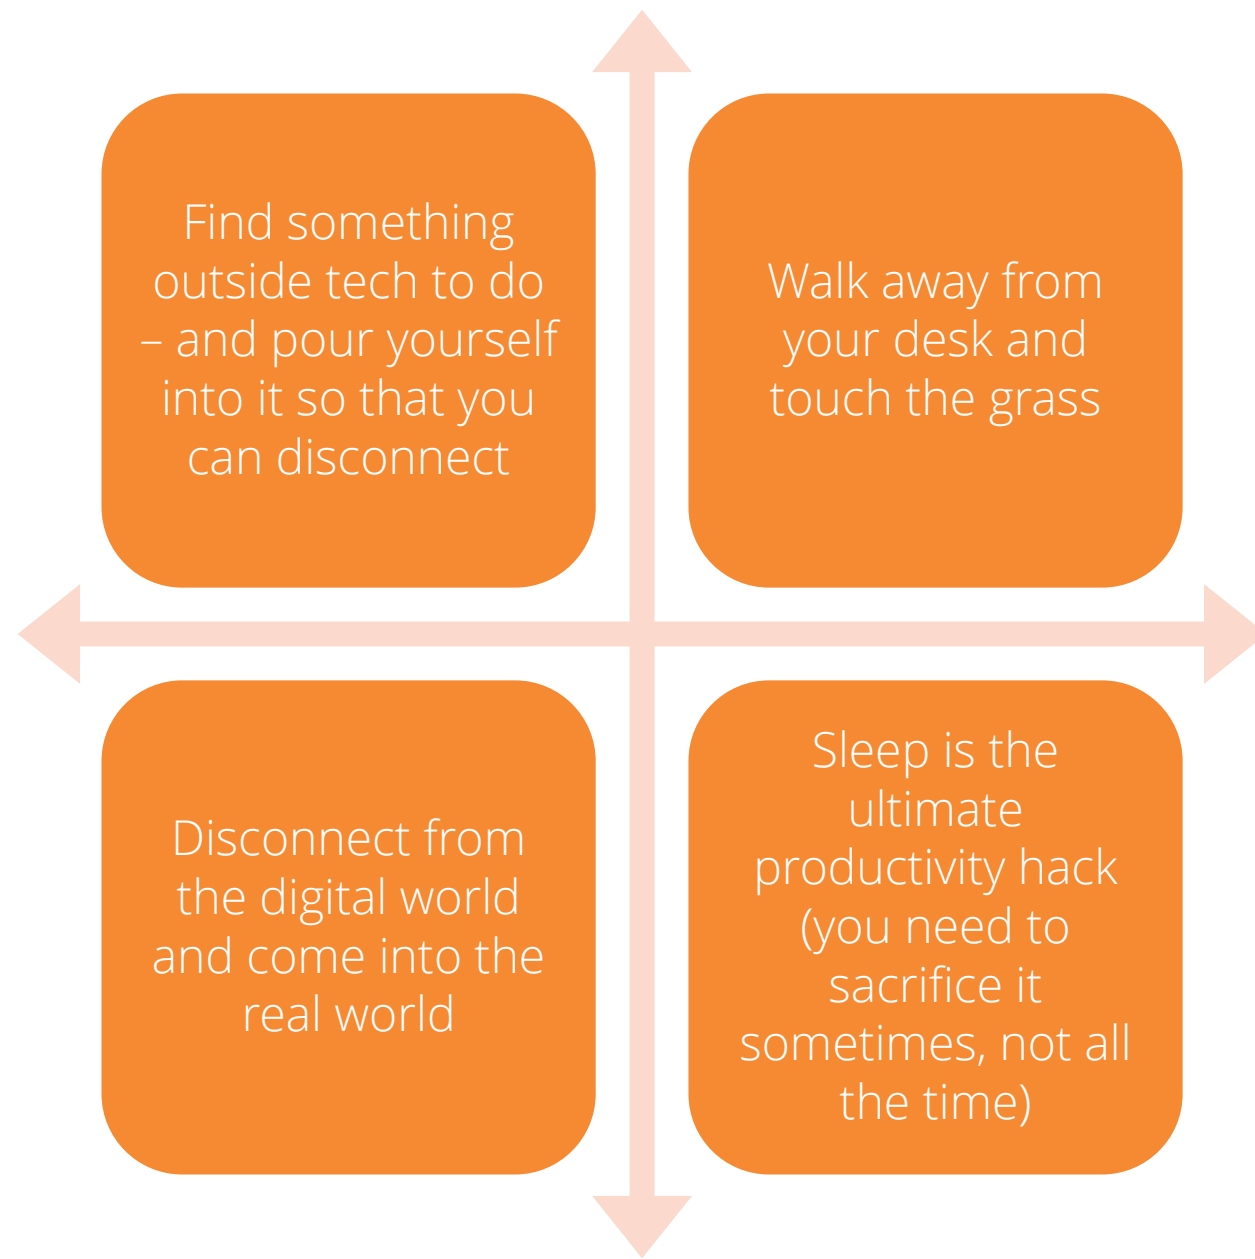 Find something
outside tech to do
– and pour yourself
into it so that you
can disconnect
Walk away from
your desk and
touch the grass
Disconnect from
the digital world
and come into the
real world
Sleep is the
ultimate
productivity hack
(you need to
sacrifice it
sometimes, not all
the time)